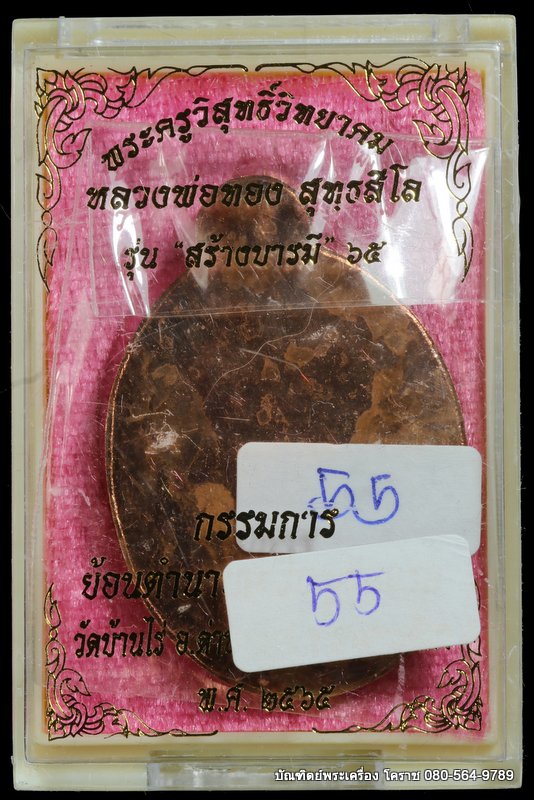 พระครูวิสุทธิ์วิทยาคม
หลวงพ่อทอง สุทฺธสีโล
รุ่น "สร้างบารมี" ๖๕
55
กรรมการ
ย้อนตำนา
55
วัดบ้านไร่ อ.ด่า
พ.ศ. ๒๕๖๕
บัณฑิตย์พระเครื่อง โคราช 080-564-9789